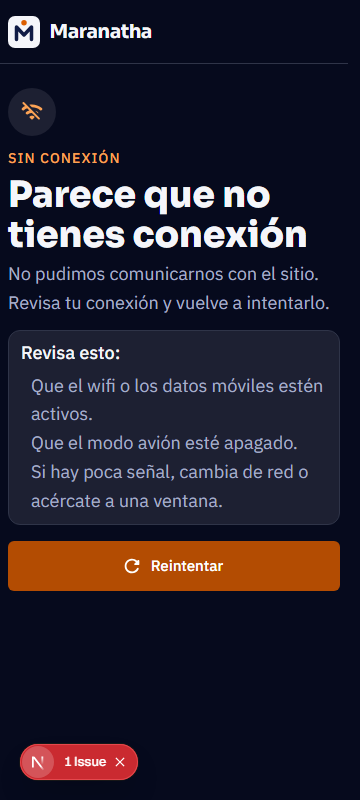 Maranatha
SIN CONEXIÓN
Parece que no
tienes conexión
No pudimos comunicarnos con el sitio.
Revisa tu conexión y vuelve a intentarlo.
Revisa esto:
Que el wifi o los datos móviles estén
activos.
Que el modo avión esté apagado.
Si hay poca señal, cambia de red o
acércate a una ventana.
Reintentar
N 1 Issue